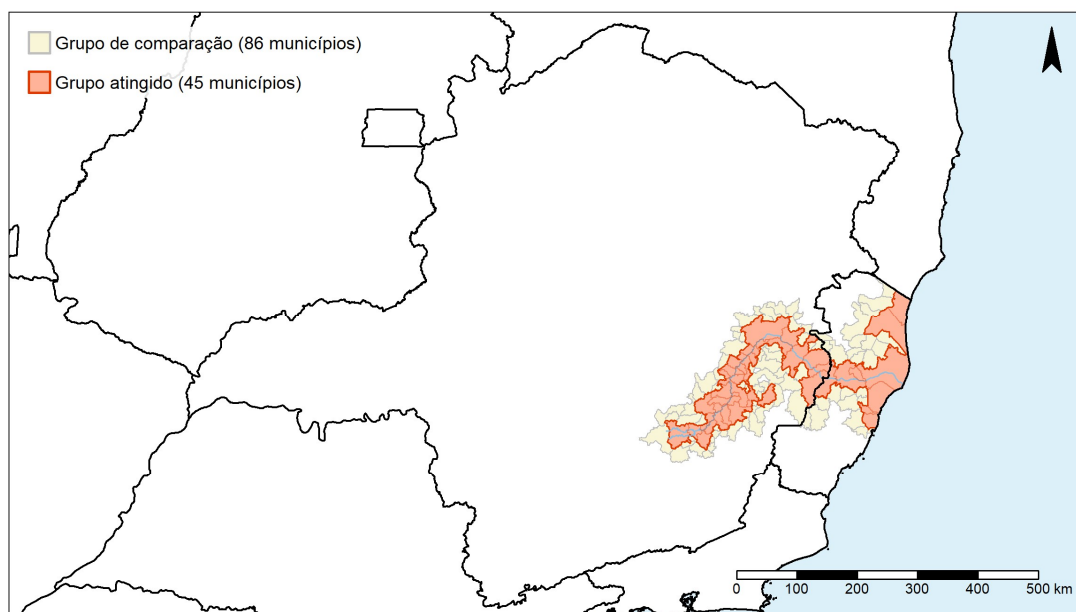 Grupo de comparação (86 municípios)
Grupo atingido (45 municípios)
0 100 200 300 400 500 km